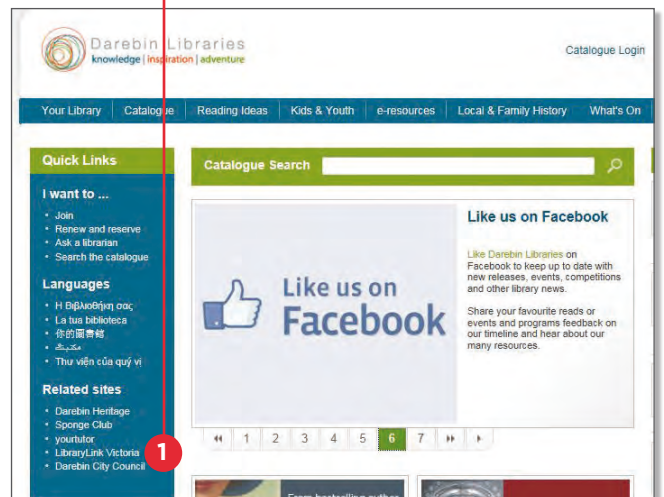 Darebin Libraries
knowledge | inspiration | adventure
Catalogue Login
Your Library
Catalogue
Reading Ideas
Kids & Youth
e-resources
Local & Family History
What's On
Quick Links
I want to ...
Join
Renew and reserve
Ask a librarian
Search the catalogue
Languages
Η Βιβλιοθήκη σας
La tua biblioteca
你的圖書館
Thư viện của quý vị
Related sites
Darebin Heritage
Sponge Club
yourtutor
LibraryLink Victoria
Darebin City Council
1
Catalogue Search
Like us on
Facebook
Like us on Facebook
Like Darebin Libraries on
Facebook to keep up to date with
new releases, events, competitions
and other library news.
Share your favourite reads or
events and programs feedback on
our timeline and hear about our
many resources.
1 2 3 4 5 6 7
From bestselling author